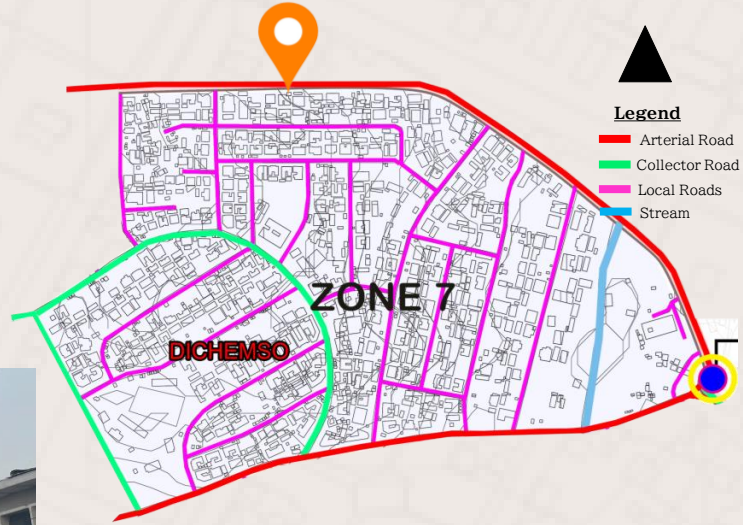 Legend
Arterial Road
Collector Road
Local Roads
Stream
ZONE 7
DICHEMSO